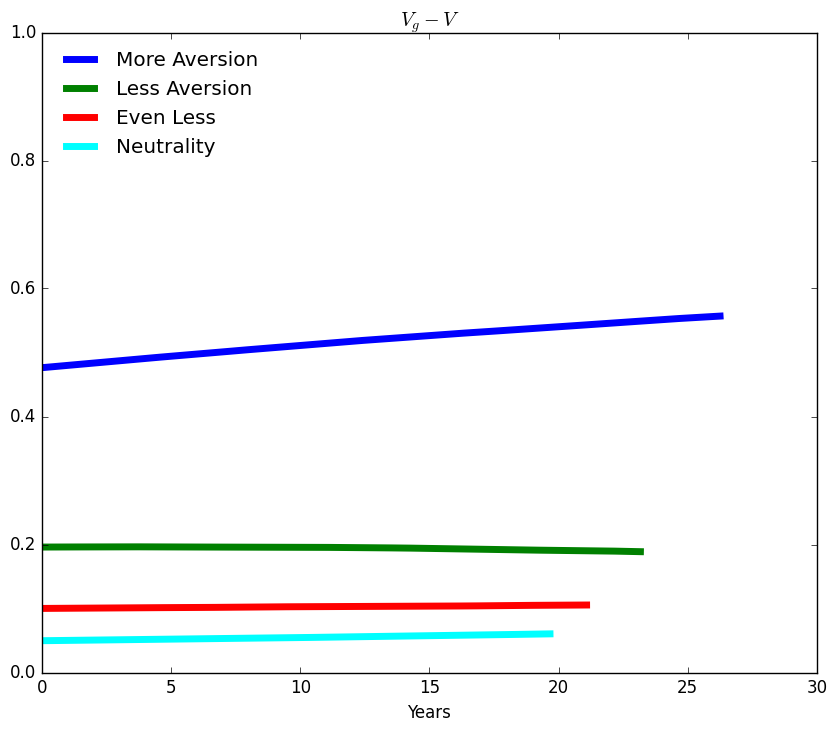 V_g − V
1.0
0.8
0.6
0.4
0.2
0.0
More Aversion
Less Aversion
Even Less
Neutrality
0 5 10 15 20 25 30
Years